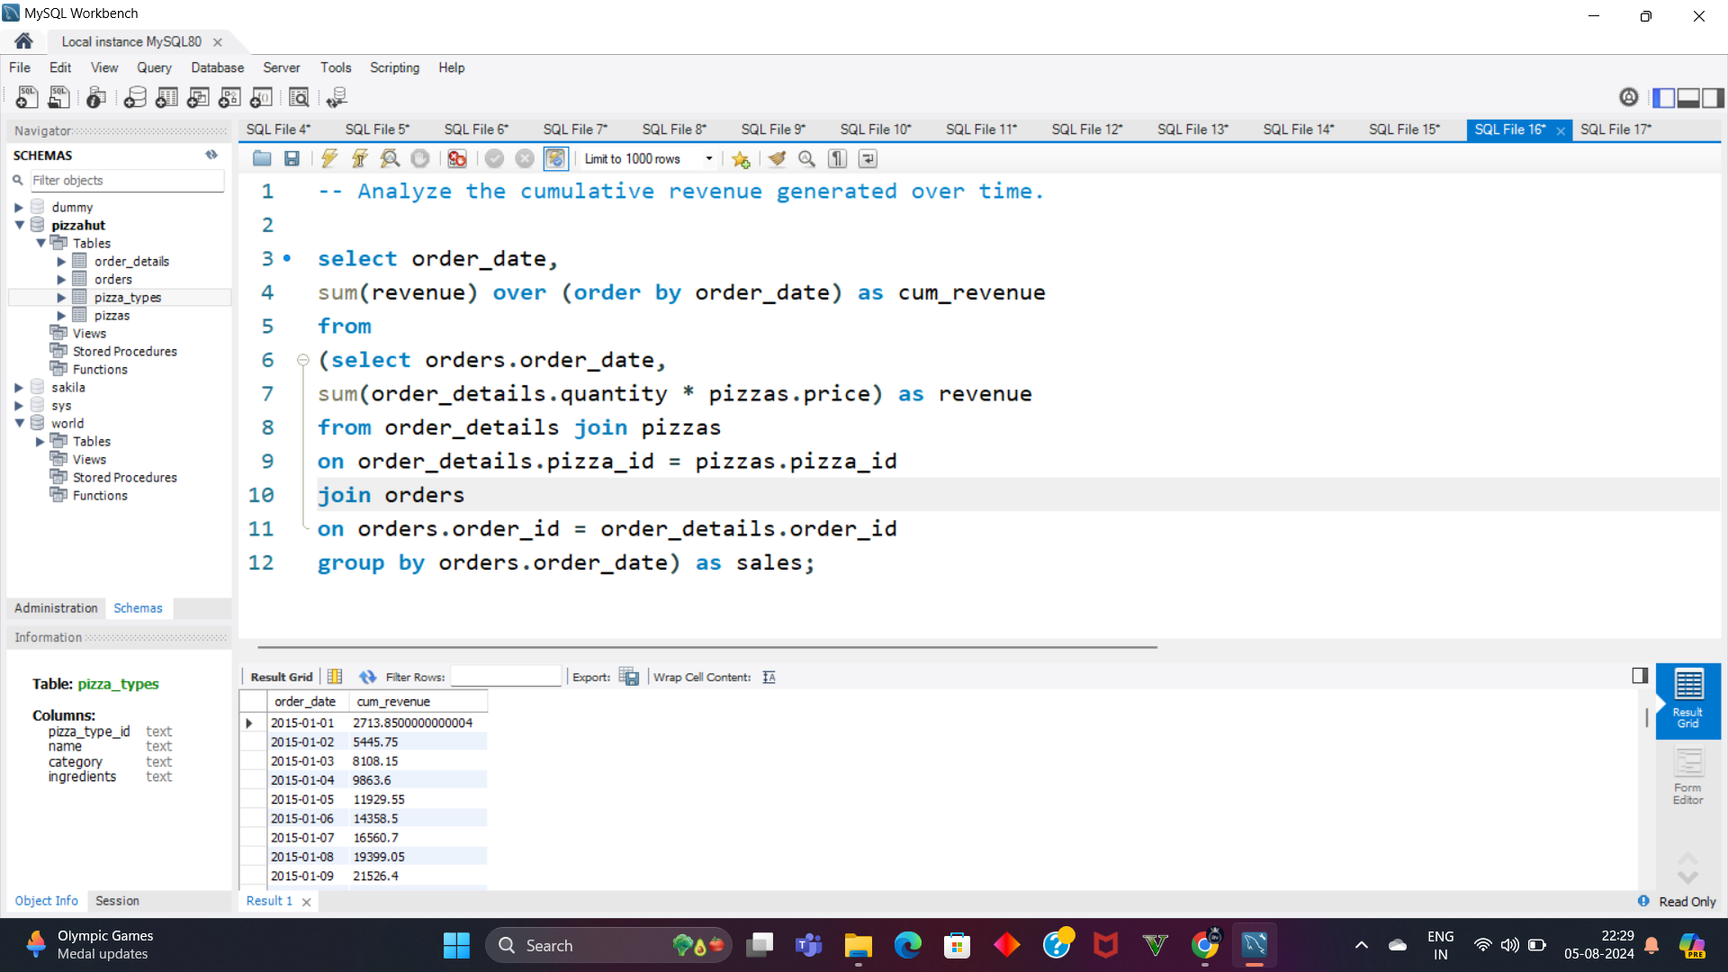 MySQL Workbench
Local instance MySQL80
File Edit View Query Database Server Tools Scripting Help
Navigator
SCHEMAS
Filter objects
dummy
pizzahut
Tables
order_details
orders
pizza_types
pizzas
Views
Stored Procedures
Functions
sakila
sys
world
Tables
Views
Stored Procedures
Functions
Administration Schemas
Information
Table: pizza_types
Columns:
pizza_type_id text
name text
category text
ingredients text
Object Info Session
SQL File 4* SQL File 5* SQL File 6* SQL File 7* SQL File 8* SQL File 9* SQL File 10* SQL File 11* SQL File 12* SQL File 13* SQL File 14* SQL File 15* SQL File 16* SQL File 17*
Limit to 1000 rows
1 -- Analyze the cumulative revenue generated over time.
2
3 select order_date,
4 sum(revenue) over (order by order_date) as cum_revenue
5 from
6 (select orders.order_date,
7 sum(order_details.quantity * pizzas.price) as revenue
8 from order_details join pizzas
9 on order_details.pizza_id = pizzas.pizza_id
10 join orders
11 on orders.order_id = order_details.order_id
12 group by orders.order_date) as sales;
Result Grid Filter Rows: Export: Wrap Cell Content:
order_date cum_revenue
2015-01-01 2713.8500000000004
2015-01-02 5445.75
2015-01-03 8108.15
2015-01-04 9863.6
2015-01-05 11929.55
2015-01-06 14358.5
2015-01-07 16560.7
2015-01-08 19399.05
2015-01-09 21526.4
Result Grid
Form Editor
Result 1
Read Only
Olympic Games
Medal updates
Search
ENG
IN
22:29
05-08-2024